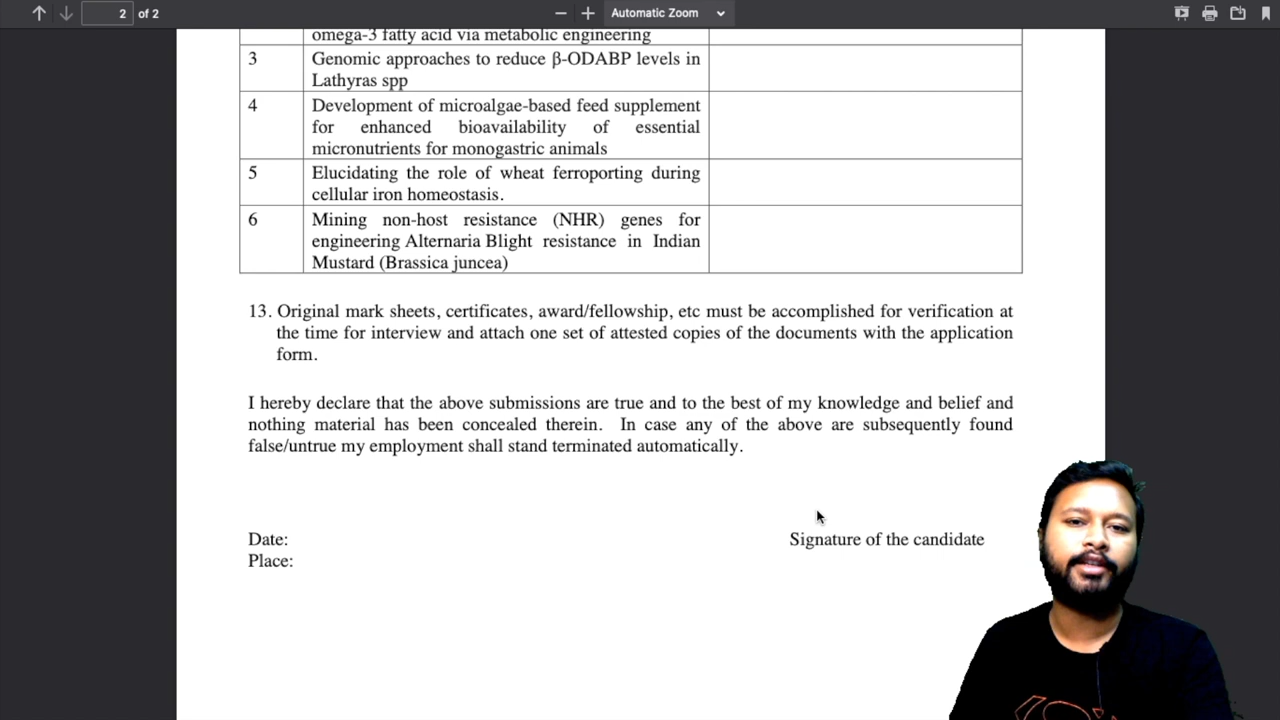 2 of 2 Automatic Zoom
omega-3 fatty acid via metabolic engineering
3 Genomic approaches to reduce β-ODABP levels in
Lathyras spp
4 Development of microalgae-based feed supplement
for enhanced bioavailability of essential
micronutrients for monogastric animals
5 Elucidating the role of wheat ferroporting during
cellular iron homeostasis.
6 Mining non-host resistance (NHR) genes for
engineering Alternaria Blight resistance in Indian
Mustard (Brassica juncea)
13. Original mark sheets, certificates, award/fellowship, etc must be accomplished for verification at
the time for interview and attach one set of attested copies of the documents with the application
form.
I hereby declare that the above submissions are true and to the best of my knowledge and belief and
nothing material has been concealed therein. In case any of the above are subsequently found
false/untrue my employment shall stand terminated automatically.
Date: Signature of the candidate
Place: